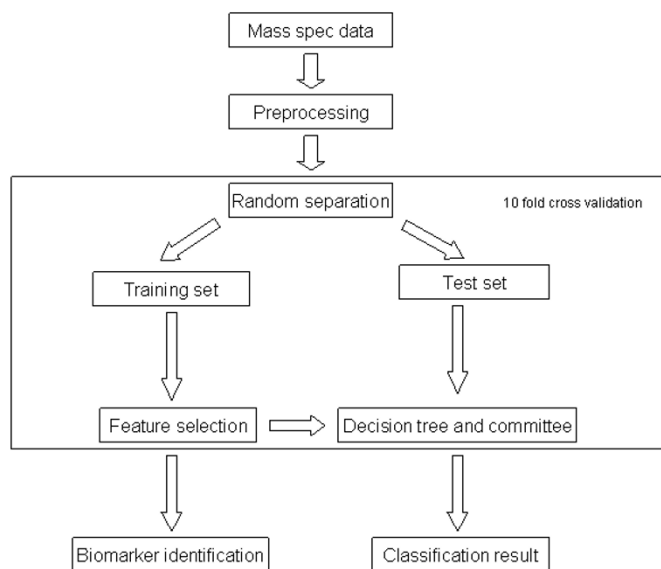 Mass spec data
Preprocessing
Random separation
10 fold cross validation
Training set
Test set
Feature selection
Decision tree and committee
Biomarker identification
Classification result